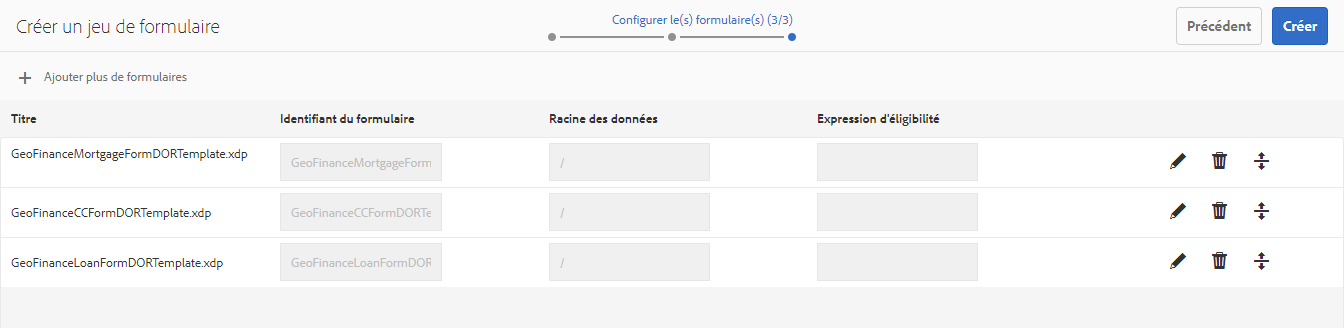 Créer un jeu de formulaire
Configurer le(s) formulaire(s) (3/3)
Précédent
Créer
Ajouter plus de formulaires
Titre Identifiant du formulaire Racine des données Expression d'éligibilité
GeoFinanceMortgageFormDORTemplate.xdp GeoFinanceMortgageForm /
GeoFinanceCCFormDORTemplate.xdp GeoFinanceCCFormDORTe /
GeoFinanceLoanFormDORTemplate.xdp GeoFinanceLoanFormDOR /